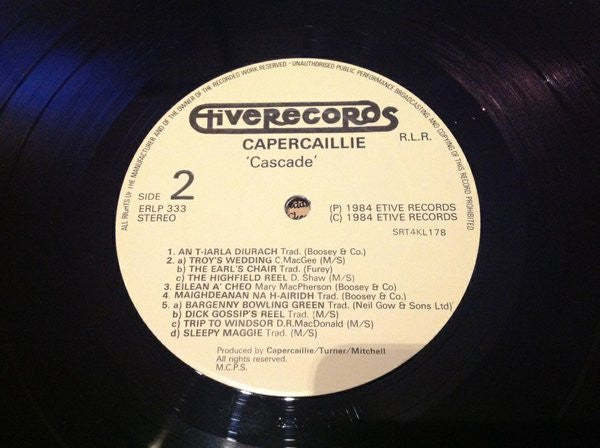 ALL RIGHTS OF THE MANUFACTURER AND OF THE OWNER OF THE RECORDED WORK RESERVED - UNAUTHORISED PUBLIC PERFORMANCE BROADCASTING AND COPYING OF THIS RECORD PROHIBITED
etiveRecords
CAPERCAILLIE
R.L.R.
'Cascade'
SIDE 2
ERLP 333
STEREO
(P) 1984 ETIVE RECORDS
(C) 1984 ETIVE RECORDS
SRT4KL178
1. AN T-IARLA DIURACH Trad. (Boosey & Co.)
2. a) TROY'S WEDDING C.MacGee (M/S)
b) THE EARL'S CHAIR Trad. (Furey)
c) THE HIGHFIELD REEL D. Shaw (M/S)
3. EILEAN A' CHEO Mary MacPherson (Boosey & Co.)
4. MAIGHDEANAN NA H-AIRIDH Trad. (Boosey & Co.)
5. a) BARGENNY BOWLING GREEN Trad. (Neil Gow & Sons Ltd)
b) DICK GOSSIP'S REEL Trad. (M/S)
c) TRIP TO WINDSOR D.R.MacDonald (M/S)
d) SLEEPY MAGGIE Trad. (M/S)
Produced by Capercaillie/Turner/Mitchell
All rights reserved.
M.C.P.S.